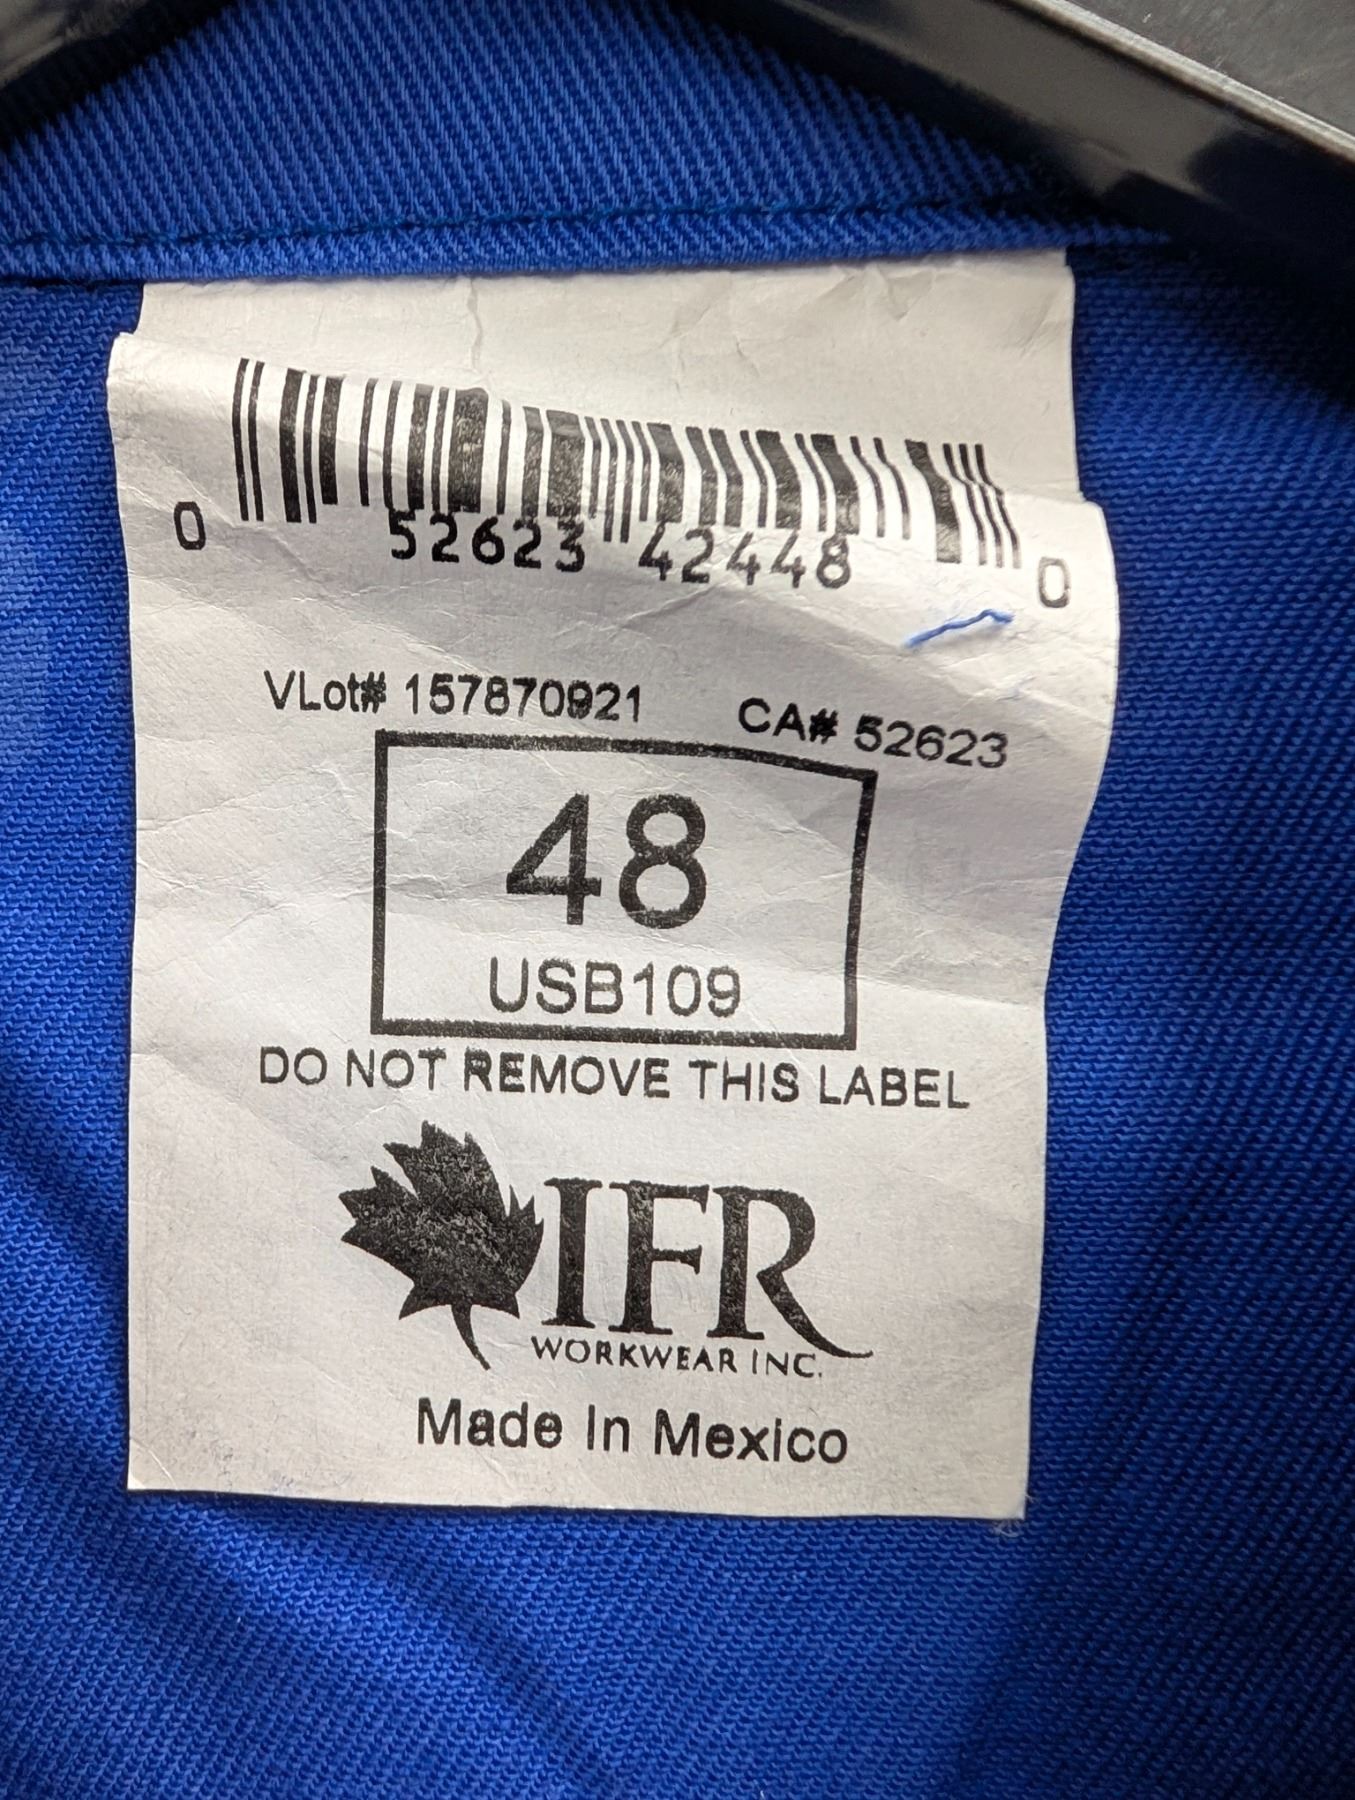 0 52623 42448 0
VLot# 157870921 CA# 52623
48
USB109
DO NOT REMOVE THIS LABEL
IFR
WORKWEAR INC.
Made In Mexico